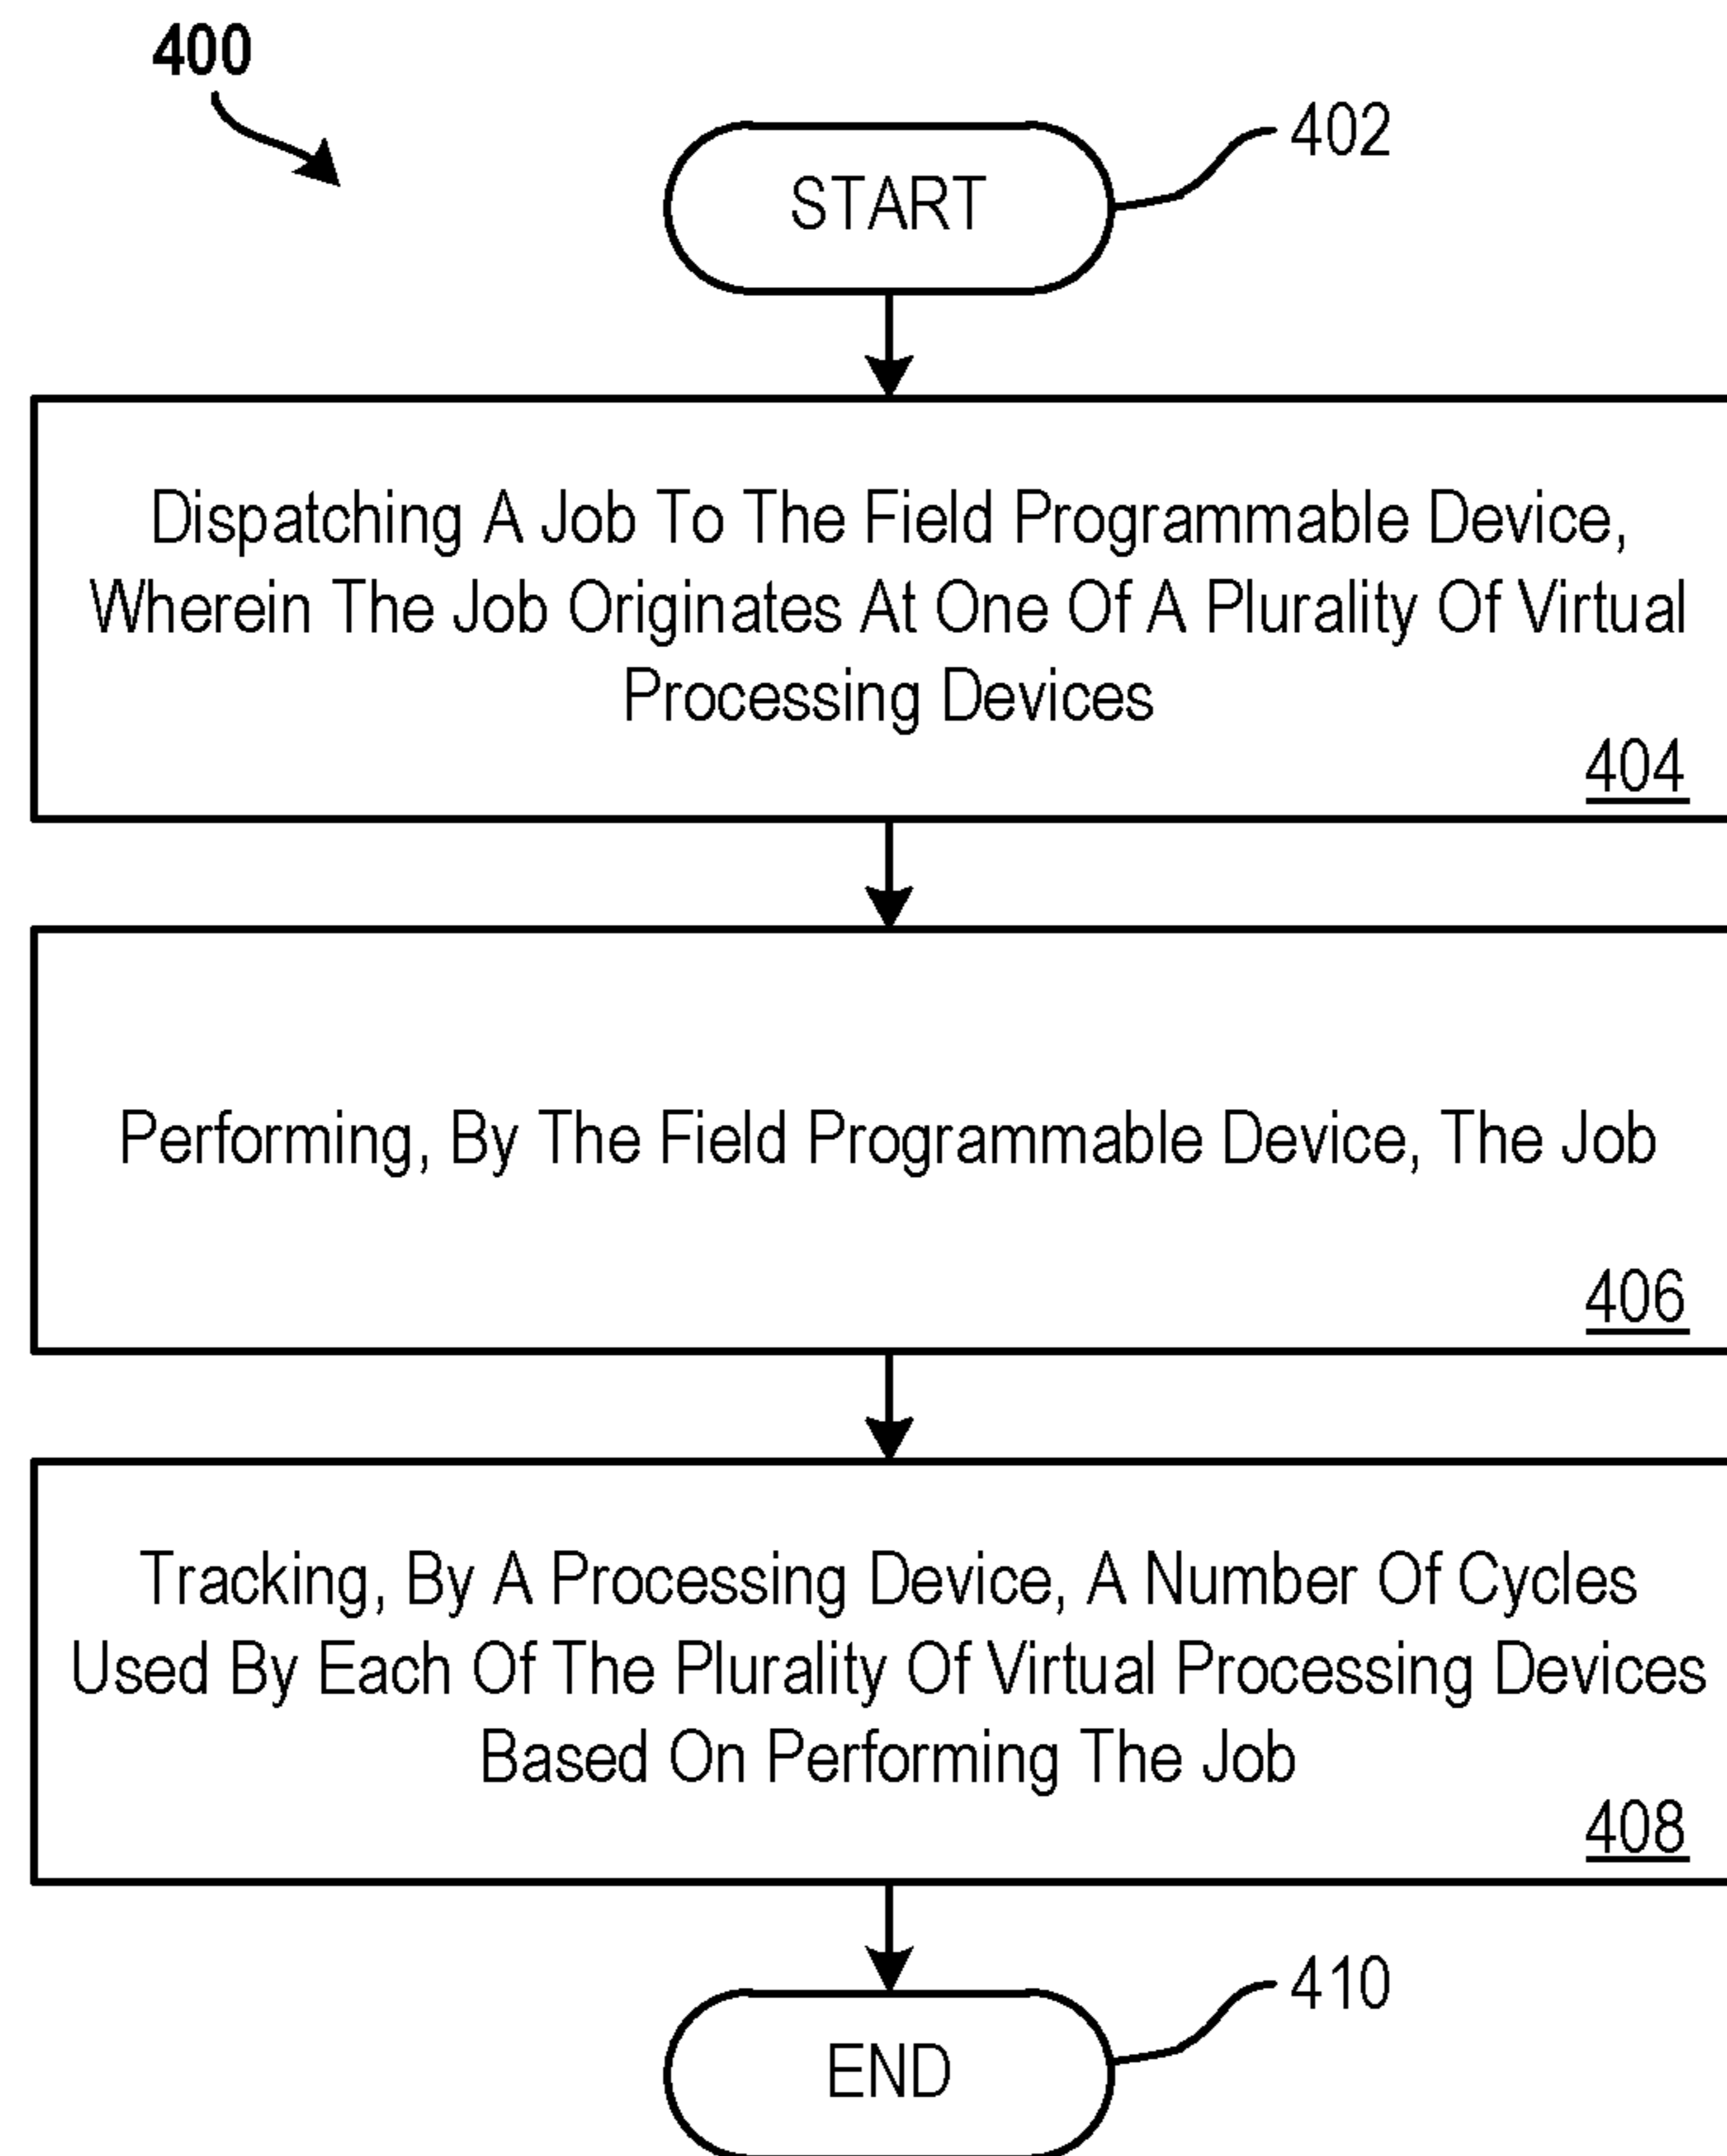 400
402
START
Dispatching A Job To The Field Programmable Device,
Wherein The Job Originates At One Of A Plurality Of Virtual
Processing Devices
404
Performing, By The Field Programmable Device, The Job
406
Tracking, By A Processing Device, A Number Of Cycles
Used By Each Of The Plurality Of Virtual Processing Devices
Based On Performing The Job
408
410
END